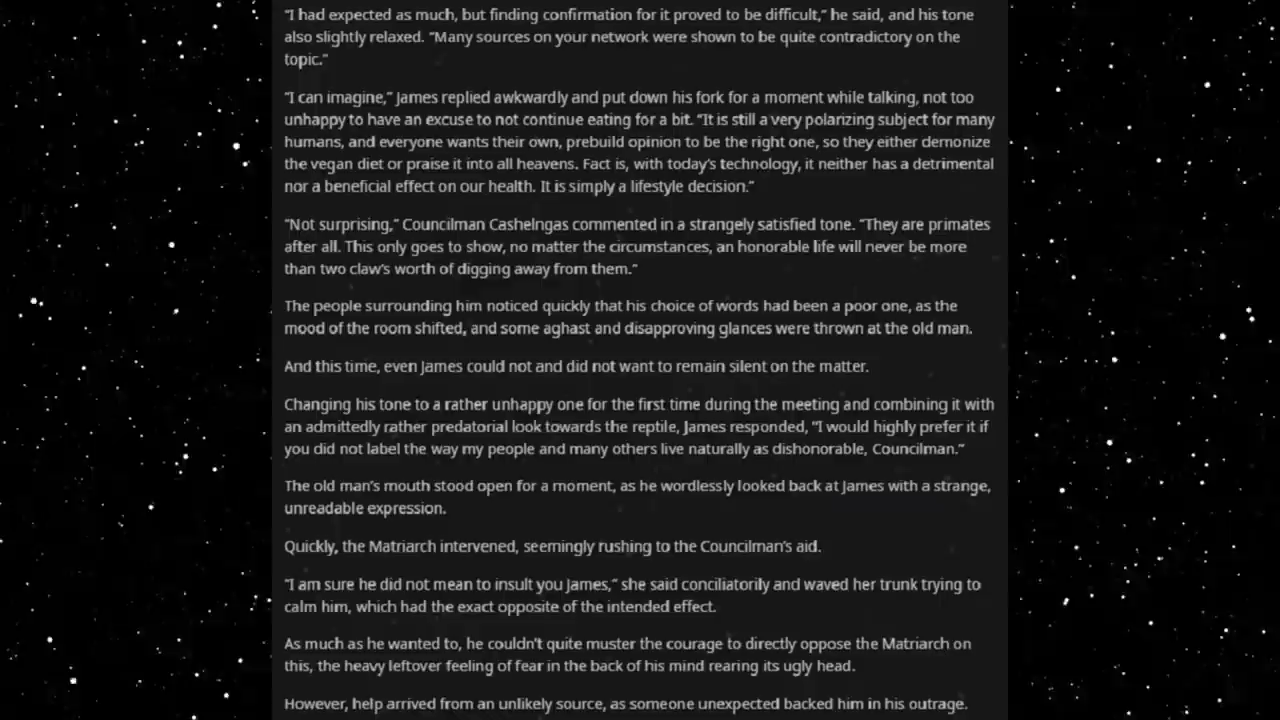 “I had expected as much, but finding confirmation for it proved to be difficult,” he said, and his tone
also slightly relaxed. “Many sources on your network were shown to be quite contradictory on the
topic.”
“I can imagine,” James replied awkwardly and put down his fork for a moment while talking, not too
unhappy to have an excuse to not continue eating for a bit. “It is still a very polarizing subject for many
humans, and everyone wants their own, prebuild opinion to be the right one, so they either demonize
the vegan diet or praise it into all heavens. Fact is, with today’s technology, it neither has a detrimental
nor a beneficial effect on our health. It is simply a lifestyle decision.”
“Not surprising,” Councilman Cashelngas commented in a strangely satisfied tone. “They are primates
after all. This only goes to show, no matter the circumstances, an honorable life will never be more
than two claw’s worth of digging away from them.”
The people surrounding him noticed quickly that his choice of words had been a poor one, as the
mood of the room shifted, and some aghast and disapproving glances were thrown at the old man.
And this time, even James could not and did not want to remain silent on the matter.
Changing his tone to a rather unhappy one for the first time during the meeting and combining it with
an admittedly rather predatorial look towards the reptile, James responded, “I would highly prefer it if
you did not label the way my people and many others live naturally as dishonorable, Councilman.”
The old man’s mouth stood open for a moment, as he wordlessly looked back at James with a strange,
unreadable expression.
Quickly, the Matriarch intervened, seemingly rushing to the Councilman’s aid.
“I am sure he did not mean to insult you James,” she said conciliatorily and waved her trunk trying to
calm him, which had the exact opposite of the intended effect.
As much as he wanted to, he couldn’t quite muster the courage to directly oppose the Matriarch on
this, the heavy leftover feeling of fear in the back of his mind rearing its ugly head.
However, help arrived from an unlikely source, as someone unexpected backed him in his outrage.